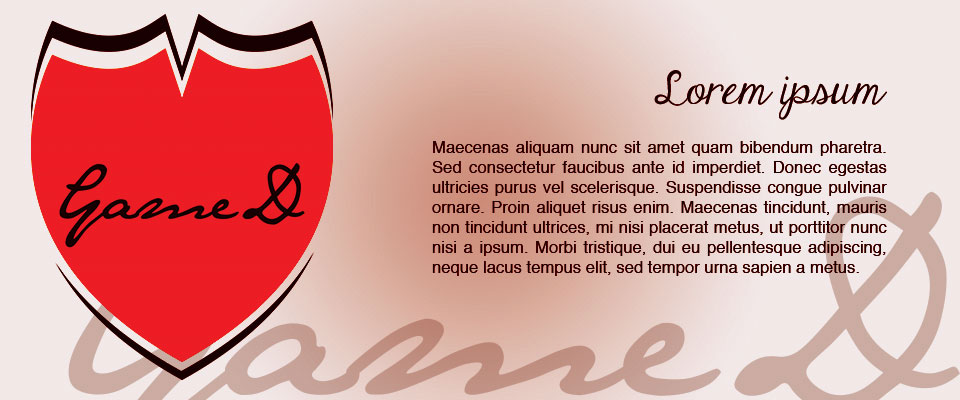 Game D
Lorem ipsum
Maecenas aliquam nunc sit amet quam bibendum pharetra.
Sed consectetur faucibus ante id imperdiet. Donec egestas
ultricies purus vel scelerisque. Suspendisse congue pulvinar
ornare. Proin aliquet risus enim. Maecenas tincidunt, mauris
non tincidunt ultrices, mi nisi placerat metus, ut porttitor nunc
nisi a ipsum. Morbi tristique, dui eu pellentesque adipiscing,
neque lacus tempus elit, sed tempor urna sapien a metus.
Game D